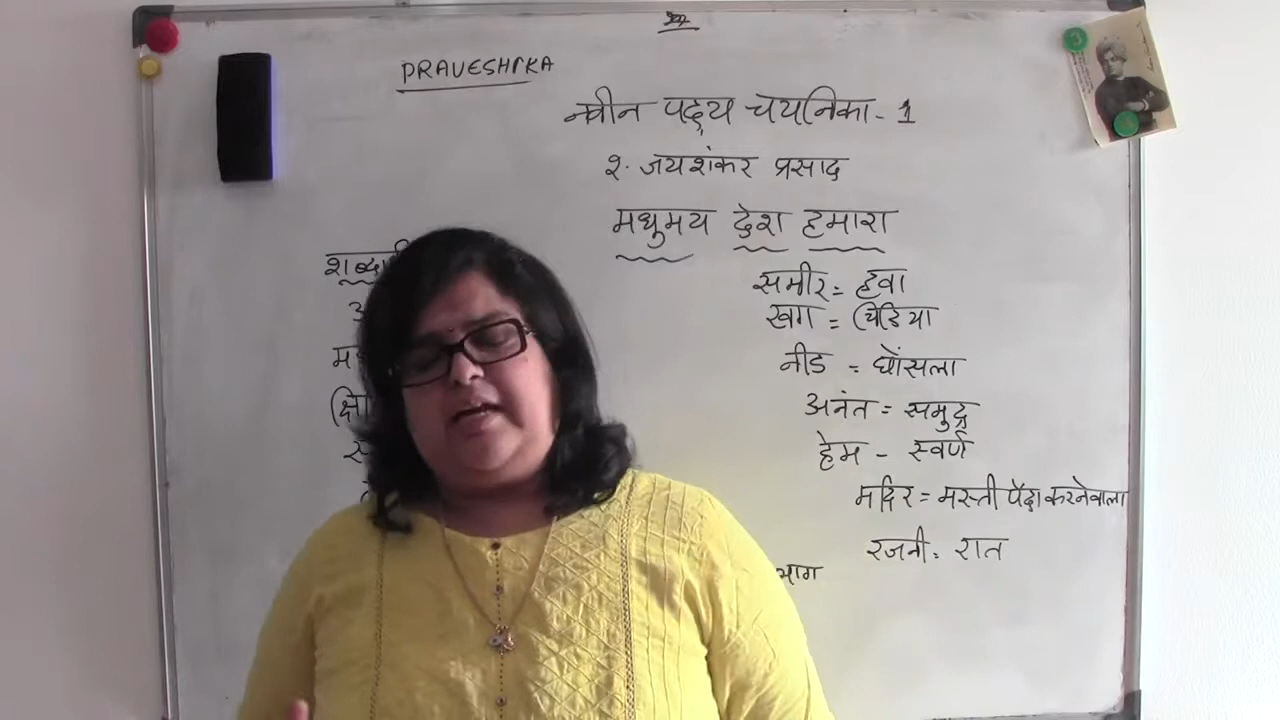 PRAVESHIKA
नवीन पद्य चयनिका - 1
२. जयशंकर प्रसाद
मधुमय देश हमारा
समीर = हवा
खग = चिडिया
नीड = घोंसला
अनंत = समुद्र
हेम - स्वर्ण
मदिर = मस्ती पैदा करनेवाला
रजनी = रात
भाग